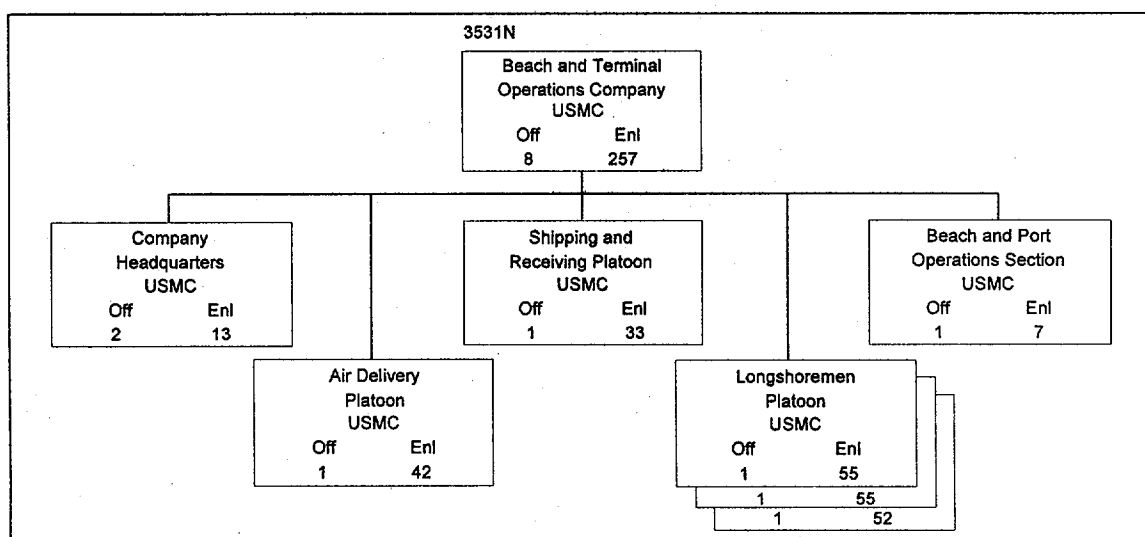 3531N
Beach and Terminal
Operations Company
USMC
Off Enl
8 257
Company
Headquarters
USMC
Off Enl
2 13
Shipping and
Receiving Platoon
USMC
Off Enl
1 33
Beach and Port
Operations Section
USMC
Off Enl
1 7
Air Delivery
Platoon
USMC
Off Enl
1 42
Longshoremen
Platoon
USMC
Off Enl
1 55
1 55
1 52